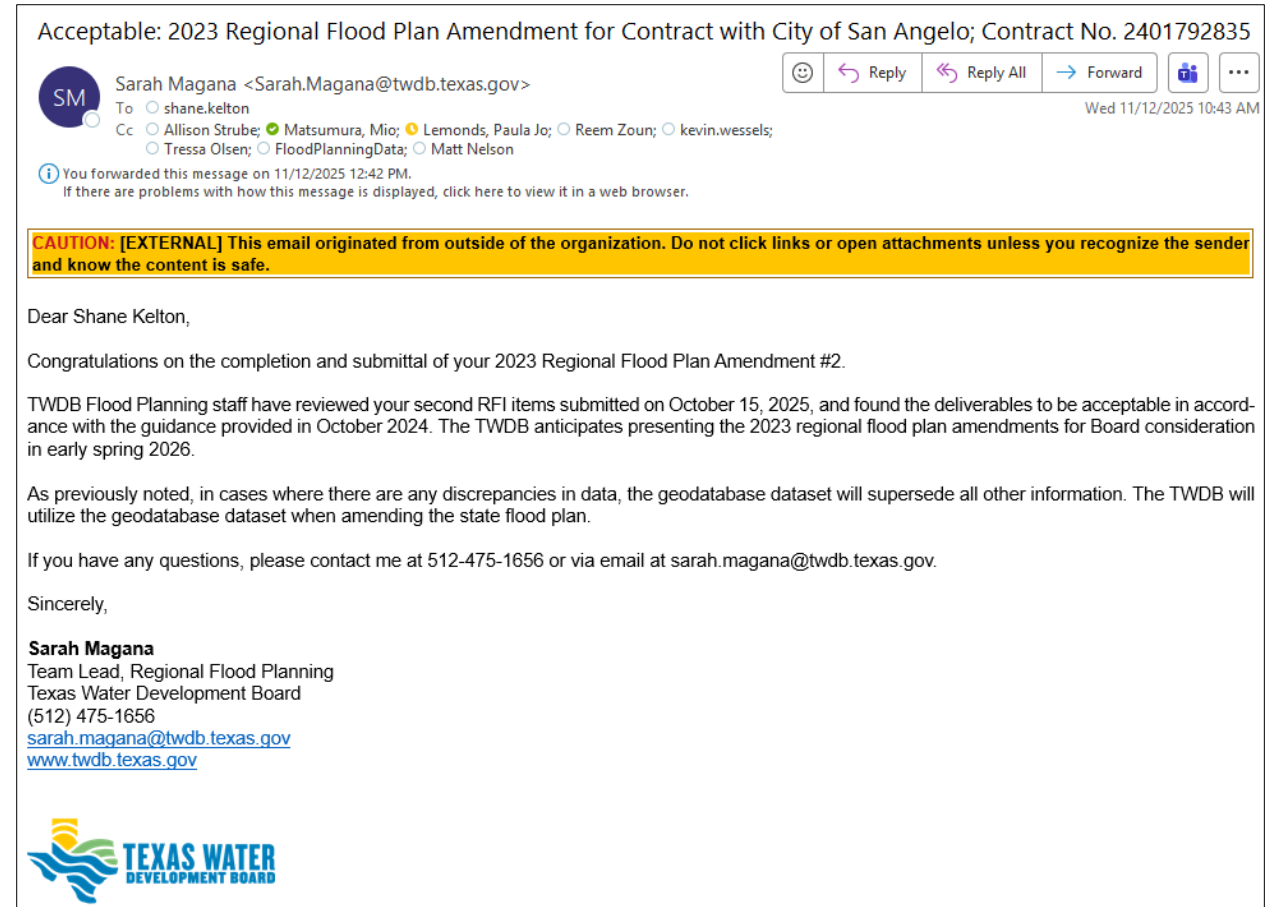 Acceptable: 2023 Regional Flood Plan Amendment for Contract with City of San Angelo; Contract No. 2401792835
SM
Sarah Magana <Sarah.Magana@twdb.texas.gov>
Reply
Reply All
Forward
To shane.kelton
Wed 11/12/2025 10:43 AM
Cc Allison Strube; Matsumura, Mio; Lemonds, Paula Jo; Reem Zoun; kevin.wessels;
Tressa Olsen; FloodPlanningData; Matt Nelson
You forwarded this message on 11/12/2025 12:42 PM.
If there are problems with how this message is displayed, click here to view it in a web browser.
CAUTION: [EXTERNAL] This email originated from outside of the organization. Do not click links or open attachments unless you recognize the sender
and know the content is safe.
Dear Shane Kelton,
Congratulations on the completion and submittal of your 2023 Regional Flood Plan Amendment #2.
TWDB Flood Planning staff have reviewed your second RFI items submitted on October 15, 2025, and found the deliverables to be acceptable in accord-
ance with the guidance provided in October 2024. The TWDB anticipates presenting the 2023 regional flood plan amendments for Board consideration
in early spring 2026.
As previously noted, in cases where there are any discrepancies in data, the geodatabase dataset will supersede all other information. The TWDB will
utilize the geodatabase dataset when amending the state flood plan.
If you have any questions, please contact me at 512-475-1656 or via email at sarah.magana@twdb.texas.gov.
Sincerely,
Sarah Magana
Team Lead, Regional Flood Planning
Texas Water Development Board
(512) 475-1656
sarah.magana@twdb.texas.gov
www.twdb.texas.gov
TEXAS WATER
DEVELOPMENT BOARD